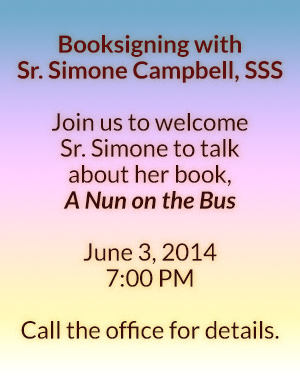 Booksigning with
Sr. Simone Campbell, SSS
Join us to welcome
Sr. Simone to talk
about her book,
A Nun on the Bus
June 3, 2014
7:00 PM
Call the office for details.